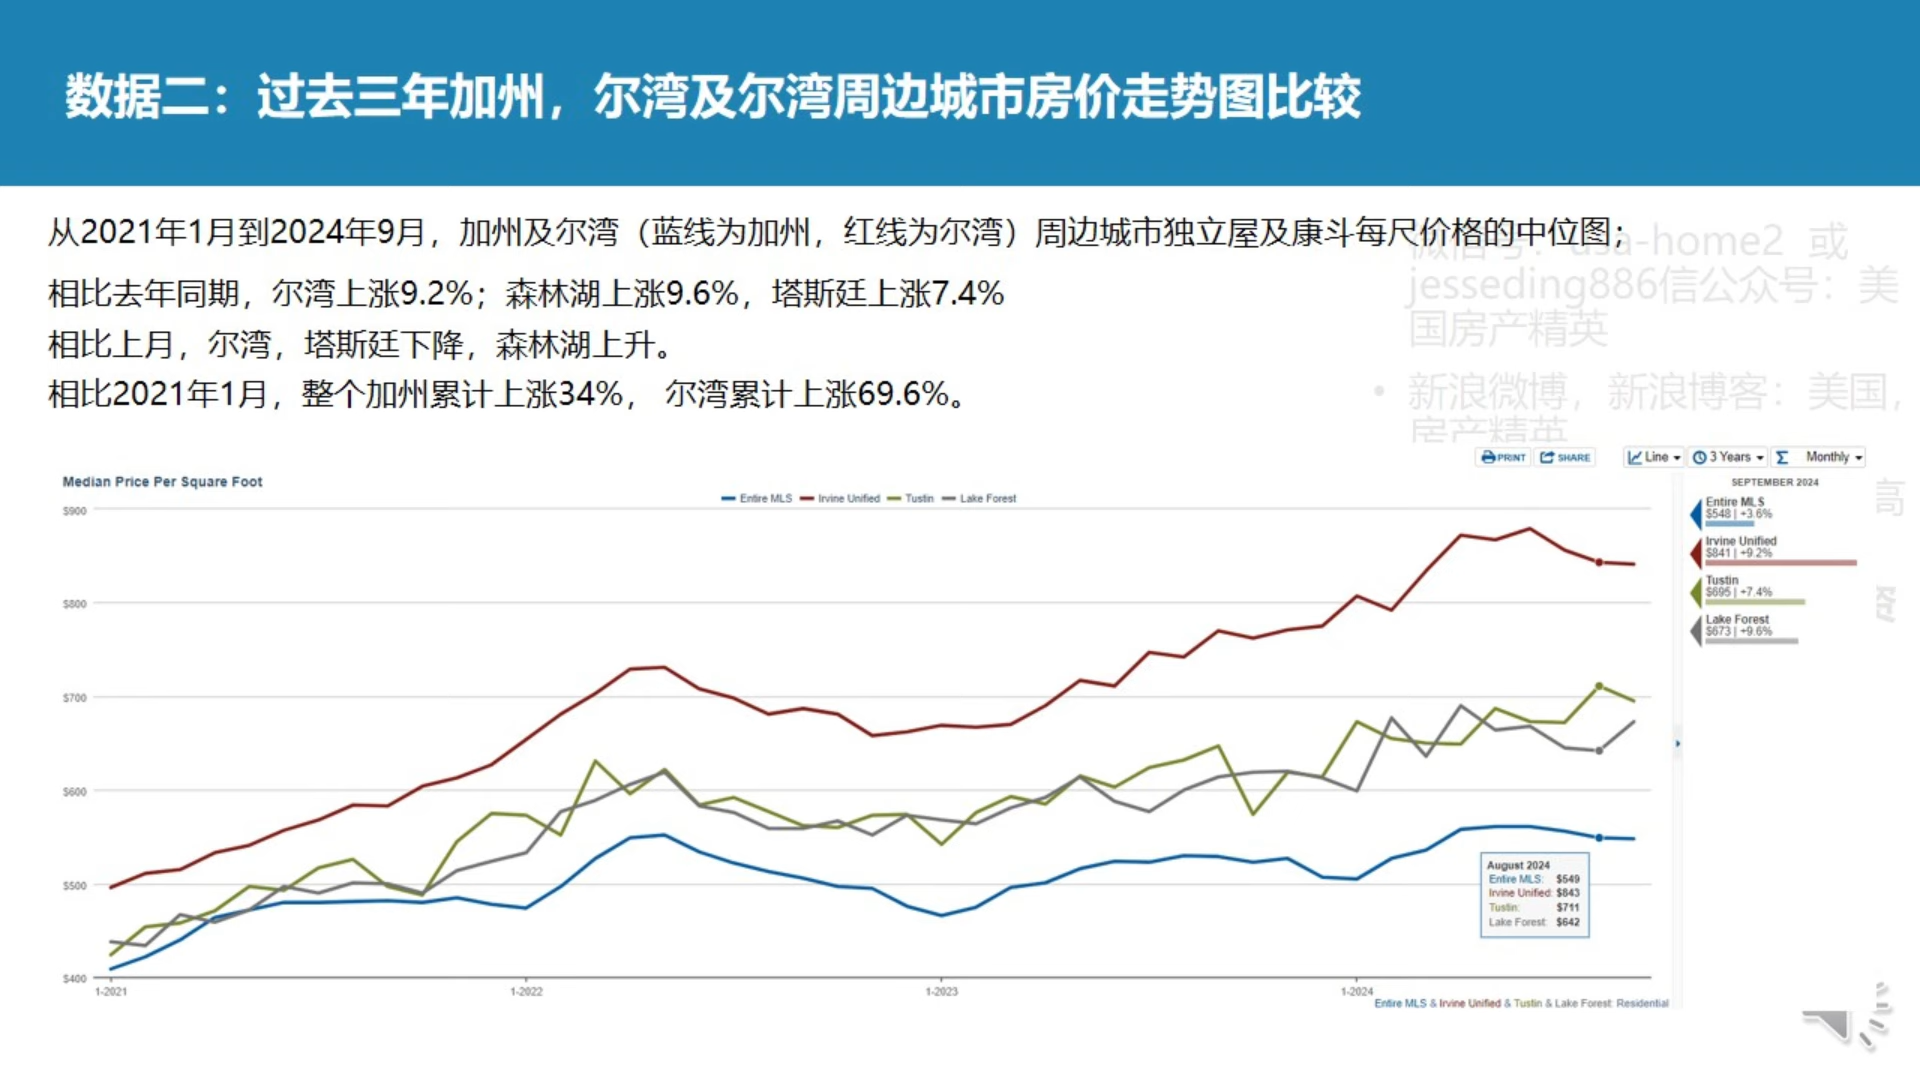 数据二：过去三年加州，尔湾及尔湾周边城市房价走势图比较
从2021年1月到2024年9月，加州及尔湾（蓝线为加州，红线为尔湾）周边城市独立屋及康斗每尺价格的中位图；
相比去年同期，尔湾上涨9.2%；森林湖上涨9.6%，塔斯廷上涨7.4%
相比上月，尔湾，塔斯廷下降，森林湖上升。
相比2021年1月，整个加州累计上涨34%， 尔湾累计上涨69.6%。
微信号：usa-home2 或
jesseding886信公众号：美
国房产精英
• 新浪微博，新浪博客：美国，
房产精英
高
资
PRINT
SHARE
Line
3 Years
Monthly
Median Price Per Square Foot
Entire MLS Irvine Unified Tustin Lake Forest
$900
$800
$700
$600
$500
$400
1-2021
1-2022
1-2023
1-2024
August 2024
Entire MLS: $549
Irvine Unified: $843
Tustin: $711
Lake Forest: $642
SEPTEMBER 2024
Entire MLS
$548 | +3.6%
Irvine Unified
$841 | +9.2%
Tustin
$695 | +7.4%
Lake Forest
$673 | +9.6%
Entire MLS & Irvine Unified & Tustin & Lake Forest: Residential